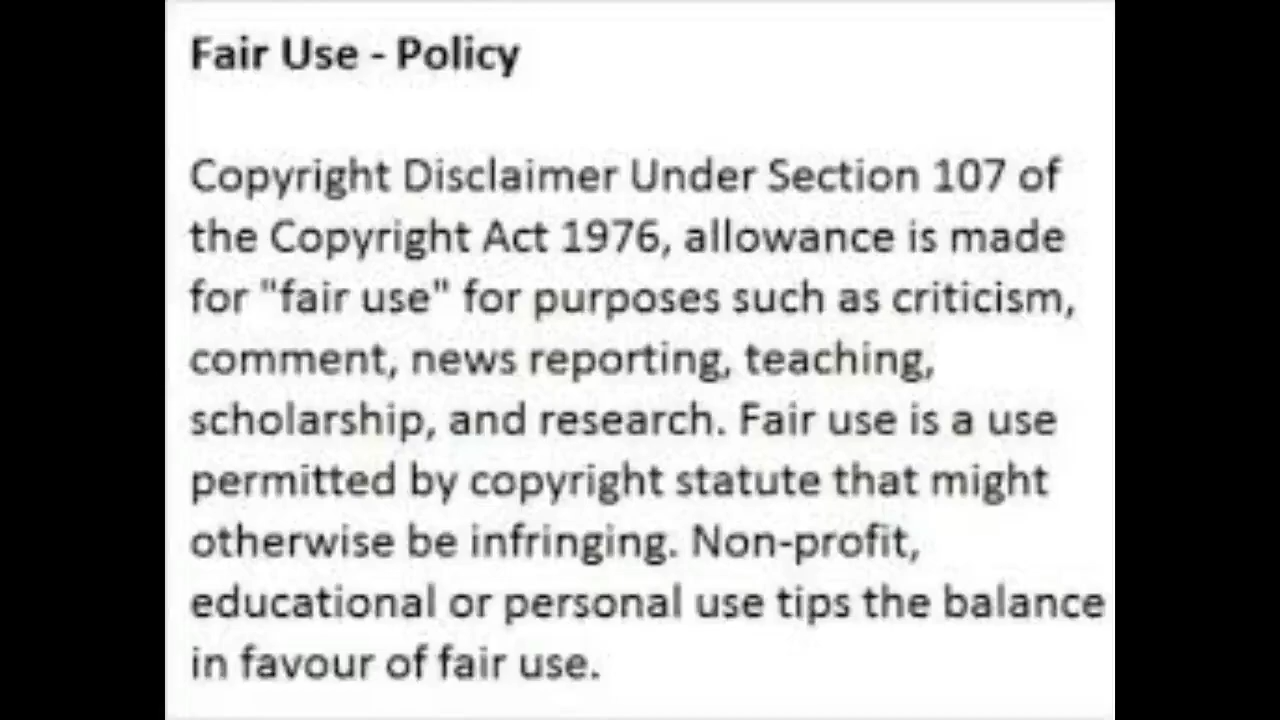 Fair Use - Policy
Copyright Disclaimer Under Section 107 of
the Copyright Act 1976, allowance is made
for "fair use" for purposes such as criticism,
comment, news reporting, teaching,
scholarship, and research. Fair use is a use
permitted by copyright statute that might
otherwise be infringing. Non-profit,
educational or personal use tips the balance
in favour of fair use.